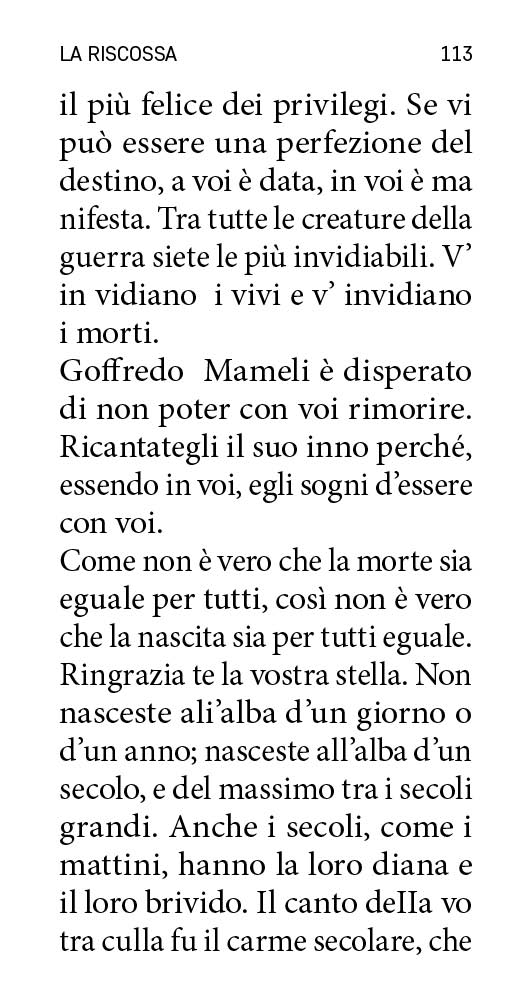 LA RISCOSSA 113
il più felice dei privilegi. Se vi
può essere una perfezione del
destino, a voi è data, in voi è ma
nifesta. Tra tutte le creature della
guerra siete le più invidiabili. V’
in vidiano i vivi e v’ invidiano
i morti.
Goffredo Mameli è disperato
di non poter con voi rimorire.
Ricantategli il suo inno perché,
essendo in voi, egli sogni d’essere
con voi.
Come non è vero che la morte sia
eguale per tutti, così non è vero
che la nascita sia per tutti eguale.
Ringrazia te la vostra stella. Non
nasceste ali’alba d’un giorno o
d’un anno; nasceste all’alba d’un
secolo, e del massimo tra i secoli
grandi. Anche i secoli, come i
mattini, hanno la loro diana e
il loro brivido. Il canto deIIa vo
tra culla fu il carme secolare, che